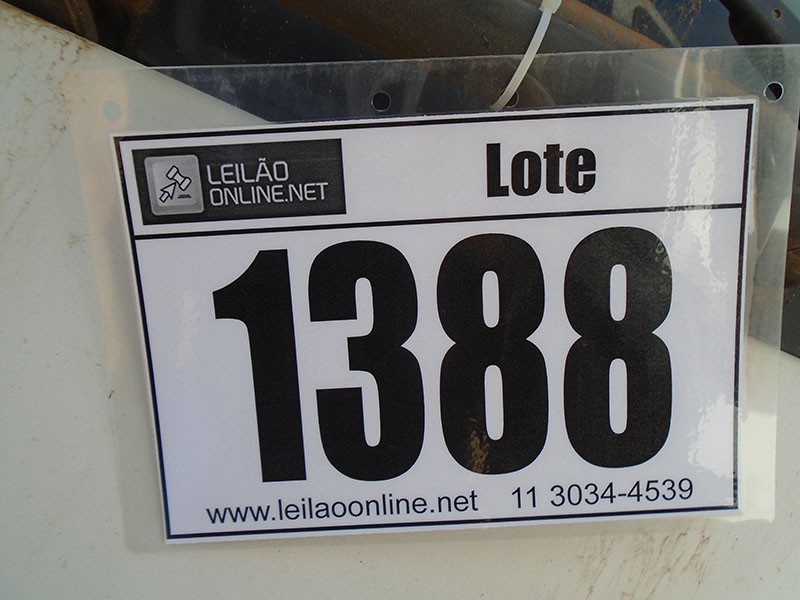 LEILÃO
ONLINE.NET
Lote
1388
www.leilaoonline.net 11 3034-4539